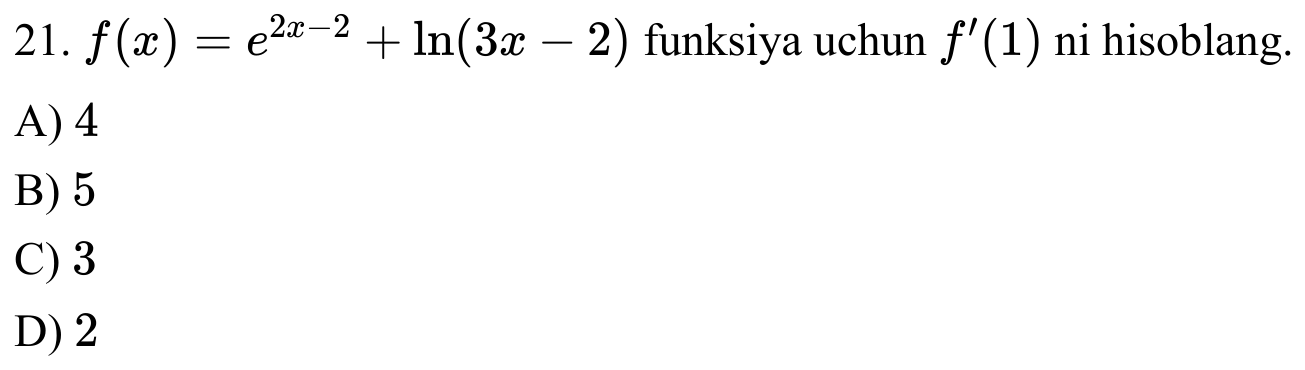 21. f(x) = e^{2x−2} + ln(3x − 2) funksiya uchun f′(1) ni hisoblang.
A) 4
B) 5
C) 3
D) 2